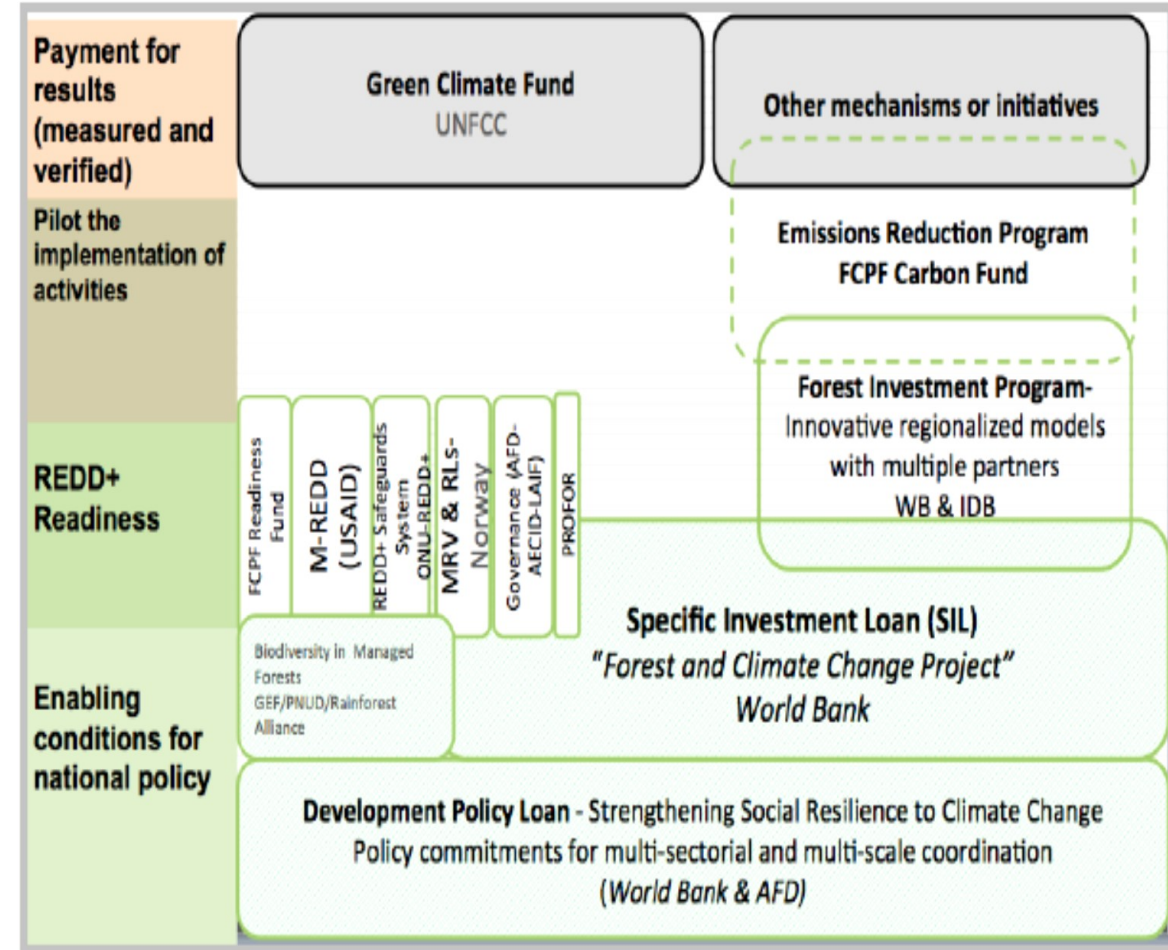 Payment for
results
(measured and
verified)
Green Climate Fund
UNFCC
Other mechanisms or initiatives
Pilot the
implementation of
activities
Emissions Reduction Program
FCPF Carbon Fund
Forest Investment Program-
Innovative regionalized models
with multiple partners
WB & IDB
REDD+
Readiness
FCPF Readiness
Fund
M-REDD
(USAID)
REDD+ Safeguards
System
ONU-REDD+
MRV & RLs-
Norway
Governance (AFD-
AECID-LAIF)
PROFOR
Specific Investment Loan (SIL)
"Forest and Climate Change Project"
World Bank
Enabling
conditions for
national policy
Biodiversity in Managed
Forests
GEF/PNUD/Rainforest
Alliance
Development Policy Loan - Strengthening Social Resilience to Climate Change
Policy commitments for multi-sectorial and multi-scale coordination
(World Bank & AFD)